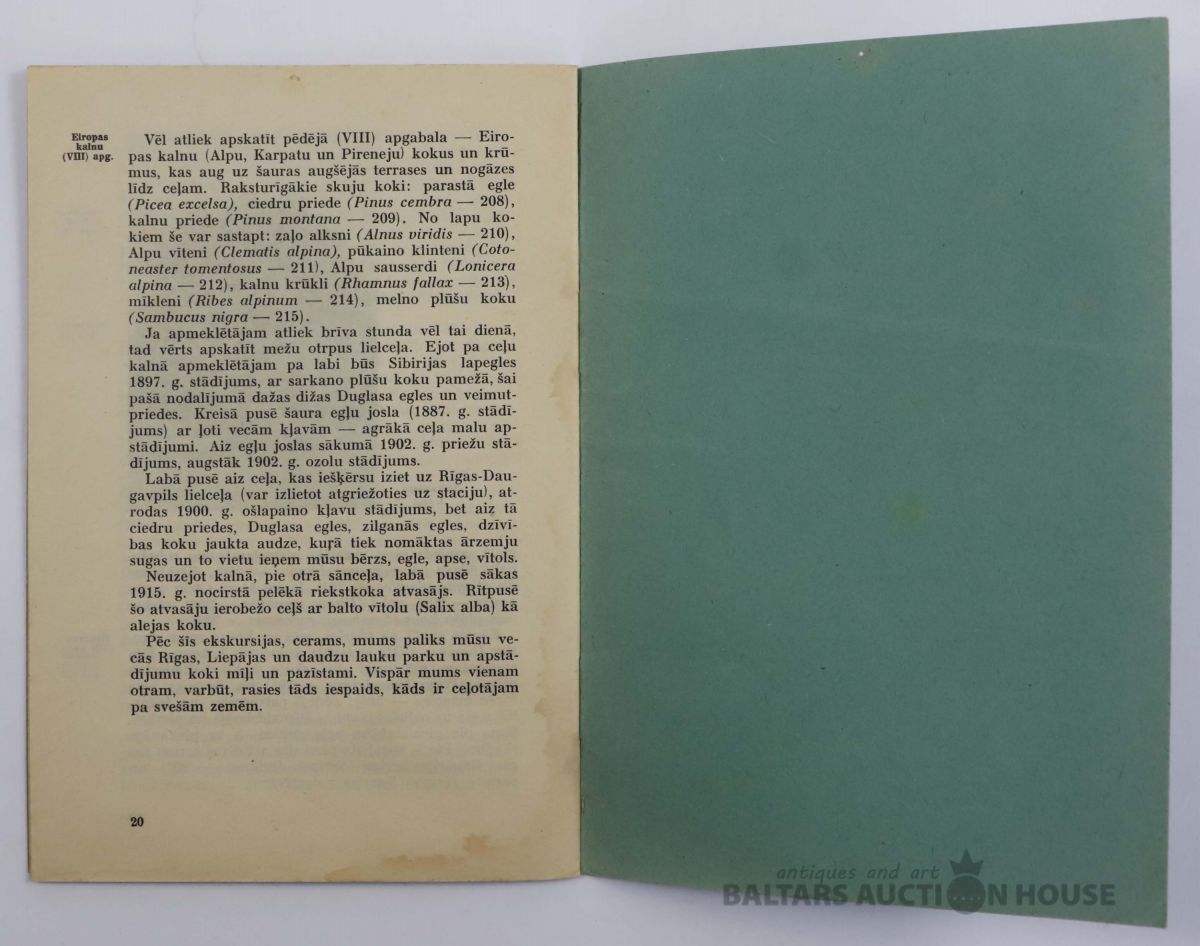 Eiropas
kalnu
(VIII) apg.
Vēl atliek apskatīt pēdējā (VIII) apgabala — Eiro-
pas kalnu (Alpu, Karpatu un Pireneju) kokus un krū-
mus, kas aug uz šauras augšējās terrases un nogāzes
līdz ceļam. Raksturīgākie skuju koki: parastā egle
(Picea excelsa), ciedru priede (Pinus cembra — 208),
kalnu priede (Pinus montana — 209). No lapu ko-
kiem še var sastapt: zaļo alksni (Alnus viridis — 210),
Alpu vīteni (Clematis alpina), pūkaino klinteni (Coto-
neaster tomentosus — 211), Alpu sausserdi (Lonicera
alpina — 212), kalnu krūkli (Rhamnus fallax — 213),
mīkleni (Ribes alpinum — 214), melno plūšu koku
(Sambucus nigra — 215).
Ja apmeklētājam atliek brīva stunda vēl tai dienā,
tad vērts apskatīt mežu otrpus lielceļa. Ejot pa ceļu
kalnā apmeklētājam pa labi būs Sibirijas lapegles
1897. g. stādījums, ar sarkano plūšu koku pamežā, šai
pašā nodalījumā dažas dižas Duglasa egles un veimut-
priedes. Kreisā pusē šaura egļu josla (1887. g. stādī-
jums) ar ļoti vecām kļavām — agrākā ceļa malu ap-
stādījumi. Aiz egļu joslas sākumā 1902. g. priežu stā-
dījums, augstāk 1902. g. ozolu stādījums.
Labā pusē aiz ceļa, kas iešķērsu iziet uz Rīgas-Dau-
gavpils lielceļa (var izlietot atgriežoties uz staciju), at-
rodas 1900. g. ošlapaino kļavu stādījums, bet aiz tā
ciedru priedes, Duglasa egles, zilganās egles, dzīvī-
bas koku jaukta audze, kuŗā tiek nomāktas ārzemju
sugas un to vietu ieņem mūsu bērzs, egle, apse, vītols.
Neuzejot kalnā, pie otrā sānceļa, labā pusē sākas
1915. g. nocirstā pelēkā riekstkoka atvasājs. Rītpusē
šo atvasāju ierobežo ceļš ar balto vītolu (Salix alba) kā
alejas koku.
Pēc šīs ekskursijas, cerams, mums paliks mūsu ve-
cās Rīgas, Liepājas un daudzu lauku parku un apstā-
dījumu koki mīļi un pazīstami. Vispār mums vienam
otram, varbūt, rasies tāds iespaids, kāds ir ceļotājam
pa svešām zemēm.
20
antiques and art
BALTARS AUCTION HOUSE